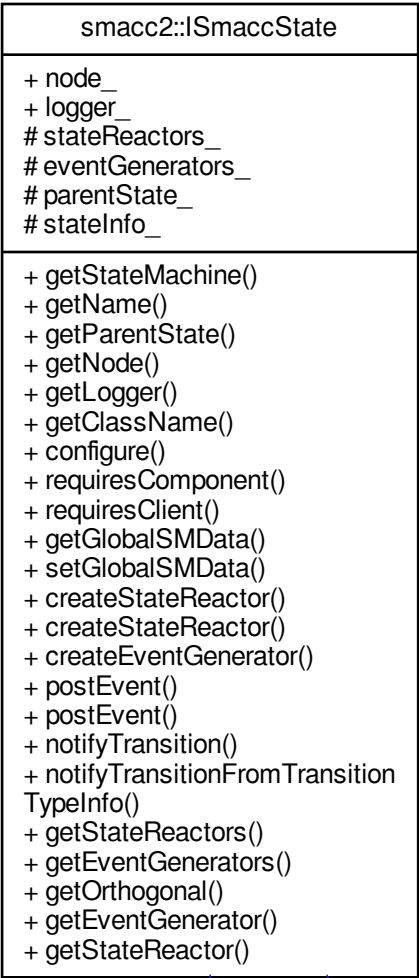 smacc2::ISmaccState
+ node_
+ logger_
# stateReactors_
# eventGenerators_
# parentState_
# stateInfo_
+ getStateMachine()
+ getName()
+ getParentState()
+ getNode()
+ getLogger()
+ getClassName()
+ configure()
+ requiresComponent()
+ requiresClient()
+ getGlobalSMData()
+ setGlobalSMData()
+ createStateReactor()
+ createStateReactor()
+ createEventGenerator()
+ postEvent()
+ postEvent()
+ notifyTransition()
+ notifyTransitionFromTransition
TypeInfo()
+ getStateReactors()
+ getEventGenerators()
+ getOrthogonal()
+ getEventGenerator()
+ getStateReactor()